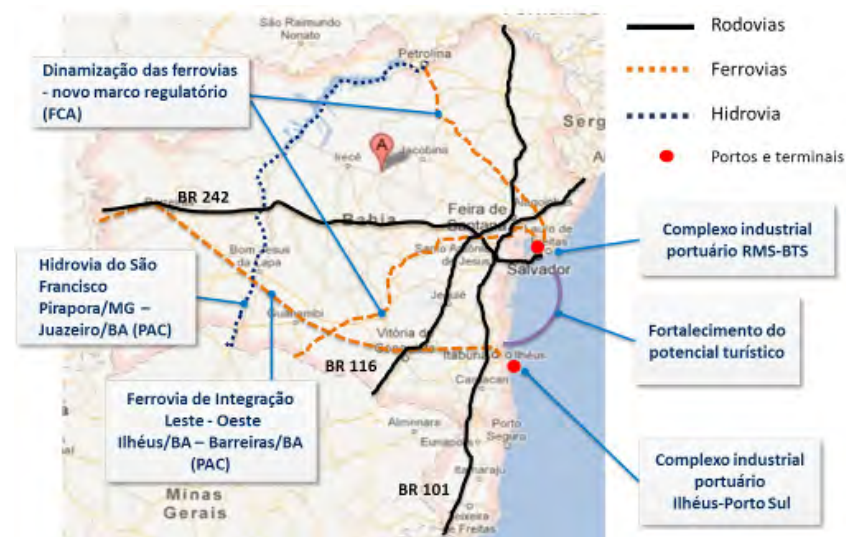 São Raimundo
Nonato
Petrolina
Dinamização das ferrovias
- novo marco regulatório
(FCA)
Rodovias
Ferrovias
Hidrovia
Portos e terminais
Serg
Irecê
A
Jacobina
BR 242
Bahia
Feira de
Alagoinhas
Santo Antônio
de Jesus
Salvador
Bom Jesus
da Lapa
Complexo industrial
portuário RMS-BTS
Hidrovia do São
Francisco
Pirapora/MG –
Juazeiro/BA (PAC)
Jequié
Guanambi
Vitória da
Fortalecimento do
potencial turístico
BR 116
Itabuna
Ilhéus
Camacan
Ferrovia de Integração
Leste - Oeste
Ilhéus/BA – Barreiras/BA
(PAC)
Almenara
Porto
Segura
Eunápolis
Itamaraju
BR 101
Minas
Gerais
Teixeira
de Freitas
Complexo industrial
portuário
Ilhéus-Porto Sul